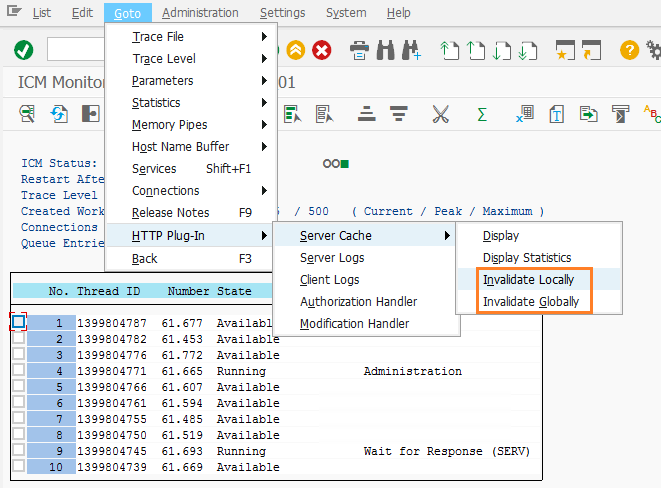 List Edit Goto Administration Settings System Help
Trace File
Trace Level
Parameters
Statistics
Memory Pipes
Host Name Buffer
Services Shift+F1
Connections
Release Notes F9
HTTP Plug-In
Back F3
Server Cache
Server Logs
Client Logs
Authorization Handler
Modification Handler
Display
Display Statistics
Invalidate Locally
Invalidate Globally
ICM Monitor 01
ICM Status:
Restart After
Trace Level
Created Work / 500 ( Current / Peak / Maximum )
Connections
Queue Entrie
No. Thread ID Number State
1 1399804787 61.677 Available
2 1399804782 61.453 Available
3 1399804776 61.772 Available
4 1399804771 61.665 Running Administration
5 1399804766 61.607 Available
6 1399804761 61.594 Available
7 1399804755 61.485 Available
8 1399804750 61.519 Available
9 1399804745 61.693 Running Wait for Response (SERV)
10 1399804739 61.669 Available